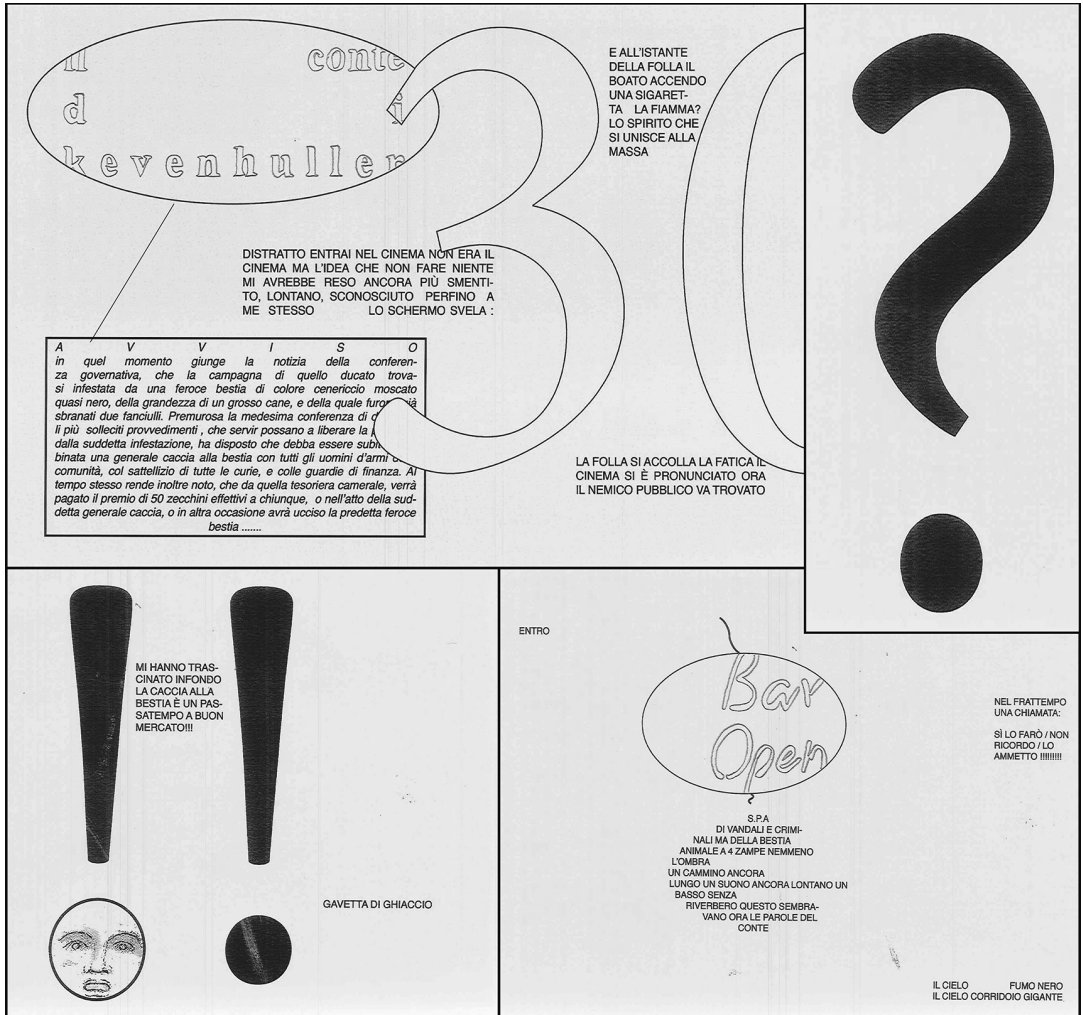 il conte
d i
kevenhuller
30
E ALL'ISTANTE
DELLA FOLLA IL
BOATO ACCENDO
UNA SIGARET-
TA LA FIAMMA?
LO SPIRITO CHE
SI UNISCE ALLA
MASSA
?
DISTRATTO ENTRAI NEL CINEMA NON ERA IL
CINEMA MA L'IDEA CHE NON FARE NIENTE
MI AVREBBE RESO ANCORA PIÙ SMENTI-
TO, LONTANO, SCONOSCIUTO PERFINO A
ME STESSO LO SCHERMO SVELA :
A V V I S O
in quel momento giunge la notizia della conferen-
za governativa, che la campagna di quello ducato trova-
si infestata da una feroce bestia di colore cenericcio moscato
quasi nero, della grandezza di un grosso cane, e della quale furon già
sbranati due fanciulli. Premurosa la medesima conferenza di
li più solleciti provvedimenti , che servir possano a liberare la
dalla suddetta infestazione, ha disposto che debba essere
binata una generale caccia alla bestia con tutti gli uomini d'armi
comunità, col satellizio di tutte le curie, e colle guardie di finanza. Al
tempo stesso rende inoltre noto, che da quella tesoriera camerale, verrà
pagato il premio di 50 zecchini effettivi a chiunque, o nell'atto della sud-
detta generale caccia, o in altra occasione avrà ucciso la predetta feroce
bestia .......
LA FOLLA SI ACCOLLA LA FATICA IL
CINEMA SI È PRONUNCIATO ORA
IL NEMICO PUBBLICO VA TROVATO
!!
MI HANNO TRAS-
CINATO INFONDO
LA CACCIA ALLA
BESTIA È UN PAS-
SATEMPO A BUON
MERCATO!!!
GAVETTA DI GHIACCIO
ENTRO
Bar
Open
S.P.A
DI VANDALI E CRIMI-
NALI MA DELLA BESTIA
ANIMALE A 4 ZAMPE NEMMENO
L'OMBRA
UN CAMMINO ANCORA
LUNGO UN SUONO ANCORA LONTANO UN
BASSO SENZA
RIVERBERO QUESTO SEMBRA-
VANO ORA LE PAROLE DEL
CONTE
NEL FRATTEMPO
UNA CHIAMATA:
SÌ LO FARÒ / NON
RICORDO / LO
AMMETTO !!!!!!!!!
IL CIELO FUMO NERO
IL CIELO CORRIDOIO GIGANTE